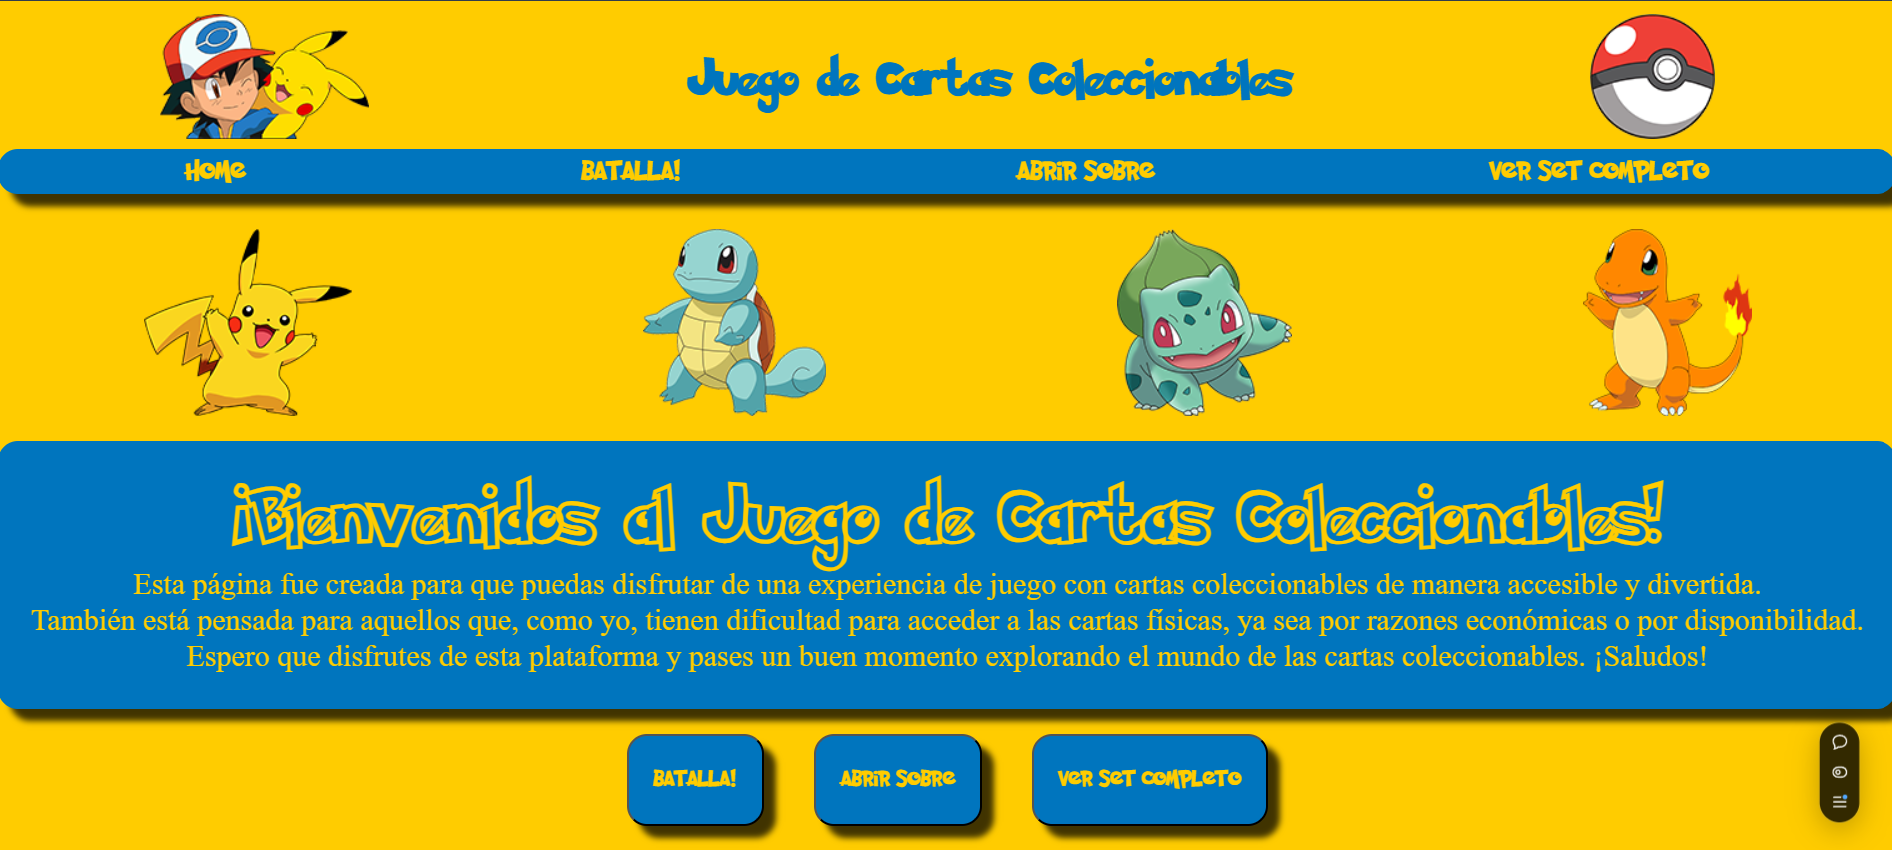 Juego de Cartas Coleccionables
HOME
BATALLA!
ABRIR SOBRE
VER SET COMPLETO
¡Bienvenidos al Juego de Cartas Coleccionables!
Esta página fue creada para que puedas disfrutar de una experiencia de juego con cartas coleccionables de manera accesible y divertida.
También está pensada para aquellos que, como yo, tienen dificultad para acceder a las cartas físicas, ya sea por razones económicas o por disponibilidad.
Espero que disfrutes de esta plataforma y pases un buen momento explorando el mundo de las cartas coleccionables. ¡Saludos!
BATALLA!
ABRIR SOBRE
VER SET COMPLETO